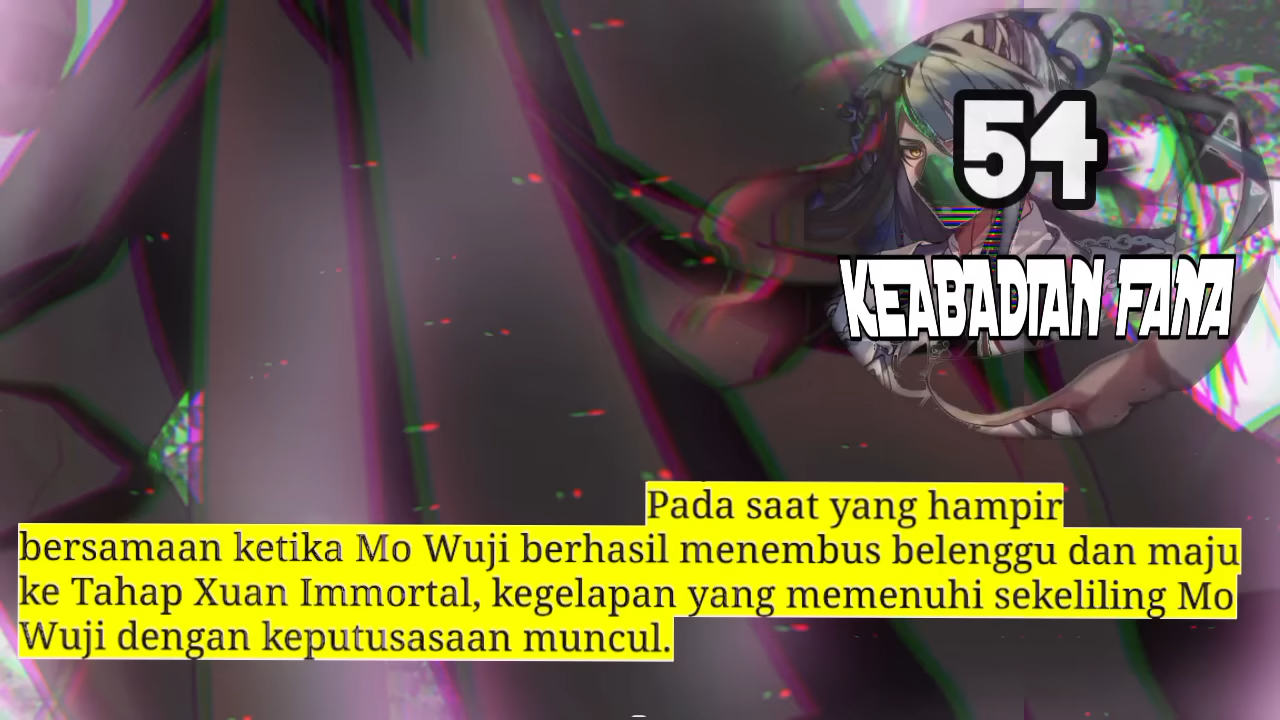 54
KEABADIAN FANA
Pada saat yang hampir
bersamaan ketika Mo Wuji berhasil menembus belenggu dan maju
ke Tahap Xuan Immortal, kegelapan yang memenuhi sekeliling Mo
Wuji dengan keputusasaan muncul.